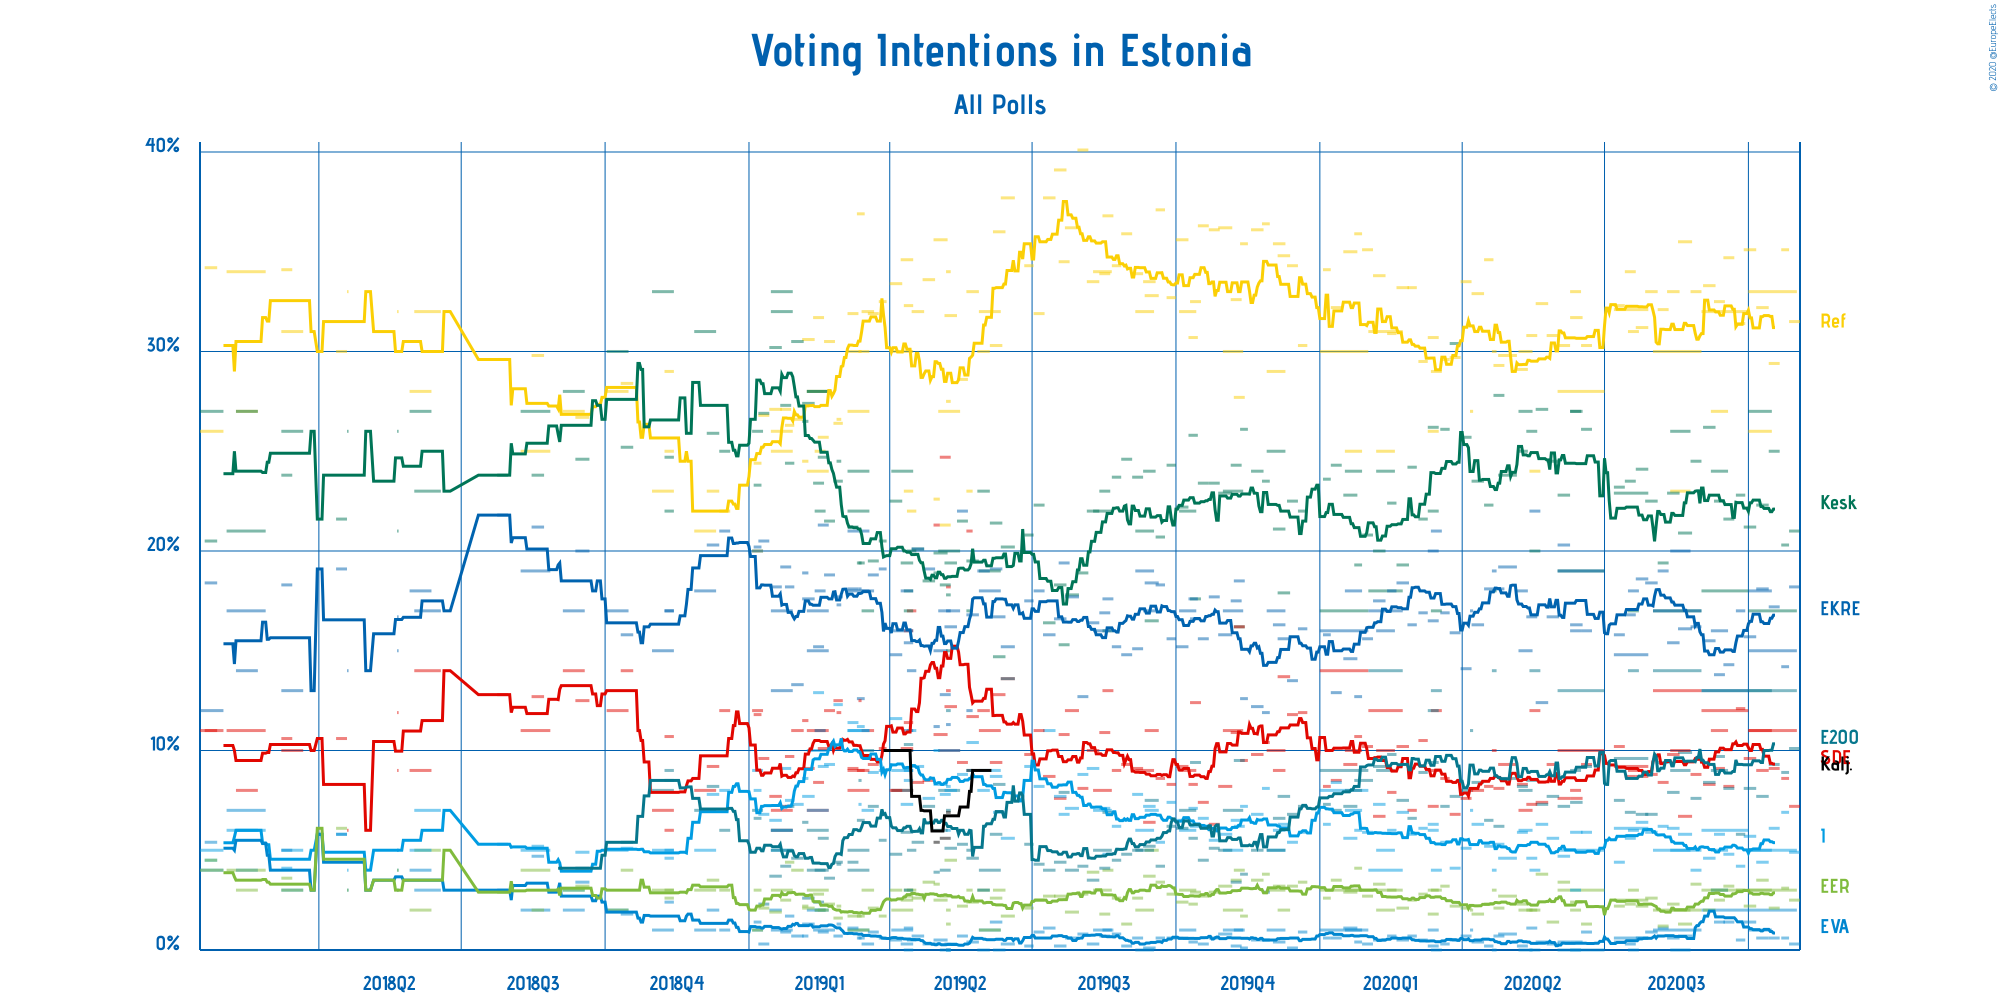 © 2020 @EuropeElects
Voting Intentions in Estonia
All Polls
40%
30%
20%
10%
0%
Ref
Kesk
EKRE
E200
SDE
Kalj.
I
EER
EVA
2018Q2 2018Q3 2018Q4 2019Q1 2019Q2 2019Q3 2019Q4 2020Q1 2020Q2 2020Q3